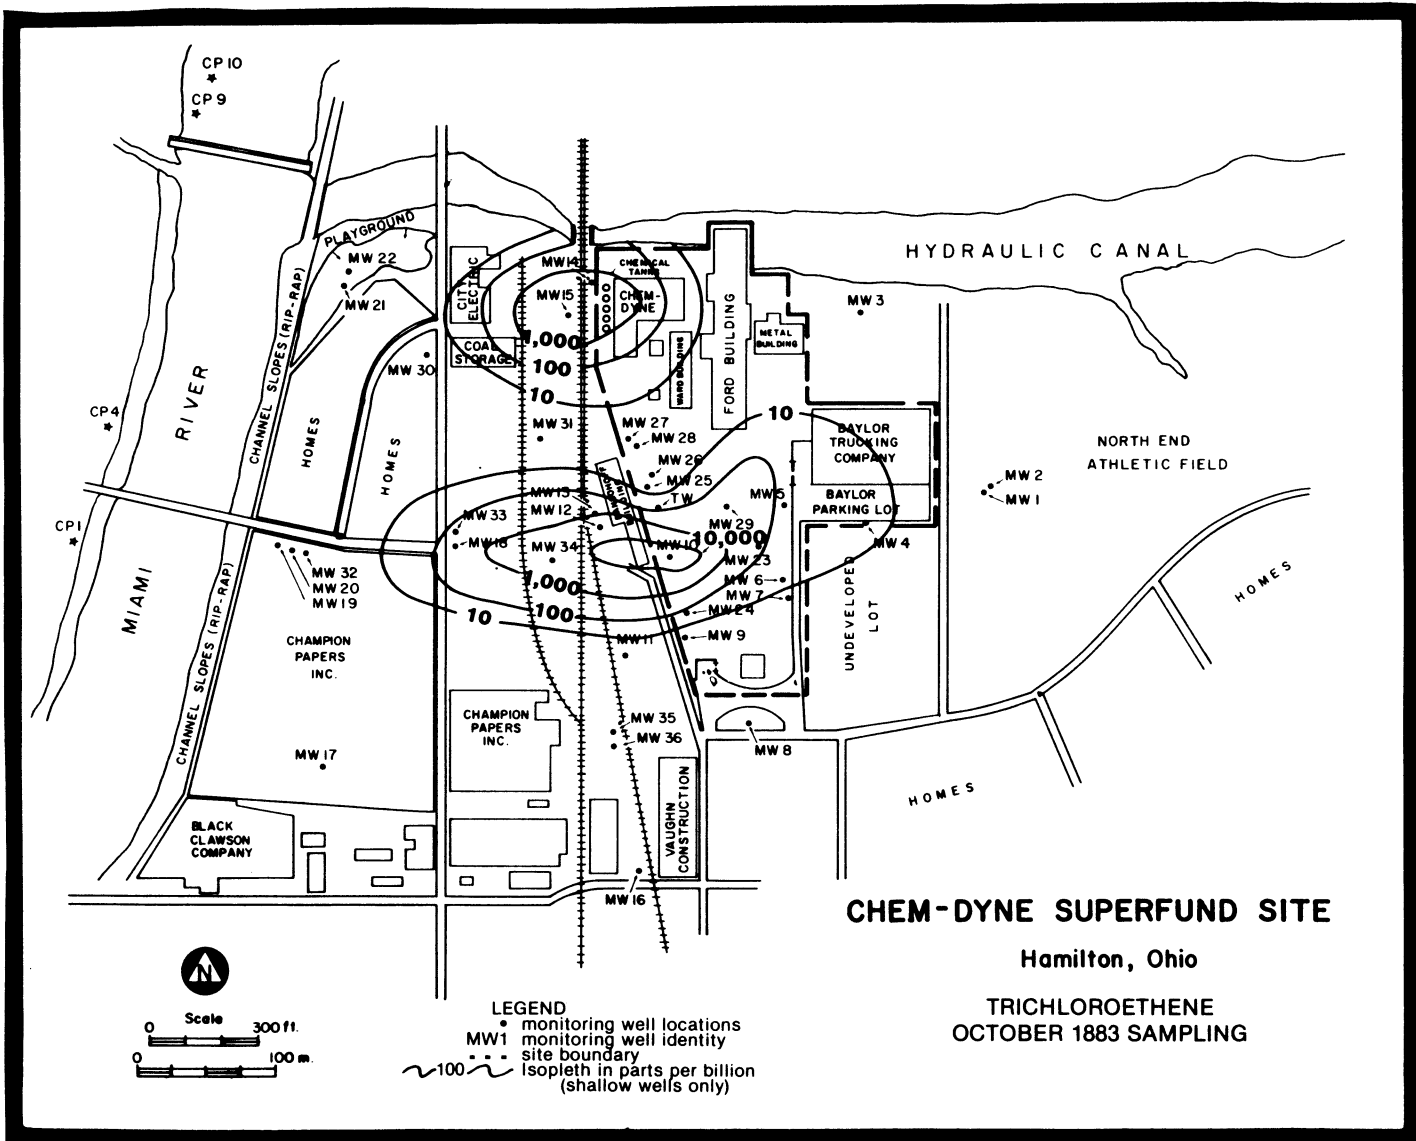 CP 10
CP 9
PLAYGROUND
MW 22
MW 21
CHANNEL SLOPES (RIP-RAP)
RIVER
MIAMI
CP 4
CP 1
CITY
ELECTRIC
MW14
MW15
CHEMICAL
TANKS
CHEM-
DYNE
1,000
100
10
COAL
STORAGE
MW 30
WARD BUILDING
FORD BUILDING
METAL
BUILDING
MW 3
HYDRAULIC CANAL
HOMES
HOMES
MW 31
MW 27
MW 28
MW 26
MW 25
TW
10
BAYLOR
TRUCKING
COMPANY
BAYLOR
PARKING LOT
NORTH END
ATHLETIC FIELD
MW 2
MW 1
MW 33
MW 18
MW 13
MW 12
MW 34
MW 5
MW 29
10,000
MW 10
MW 23
MW 4
MW 6
MW 7
MW 24
MW 9
MW 11
1,000
100
10
MW 32
MW 20
MW 19
CHANNEL SLOPES (RIP-RAP)
CHAMPION
PAPERS
INC.
UNDEVELOPED
LOT
HOMES
CHAMPION
PAPERS
INC.
MW 35
MW 36
MW 8
MW 17
HOMES
BLACK
CLAWSON
COMPANY
VAUGHN
CONSTRUCTION
MW 16
CHEM-DYNE SUPERFUND SITE
Hamilton, Ohio
TRICHLOROETHENE
OCTOBER 1883 SAMPLING
N
Scale
0 300 ft.
0 100 m.
LEGEND
monitoring well locations
MW1 monitoring well identity
site boundary
100 Isopleth in parts per billion
(shallow wells only)